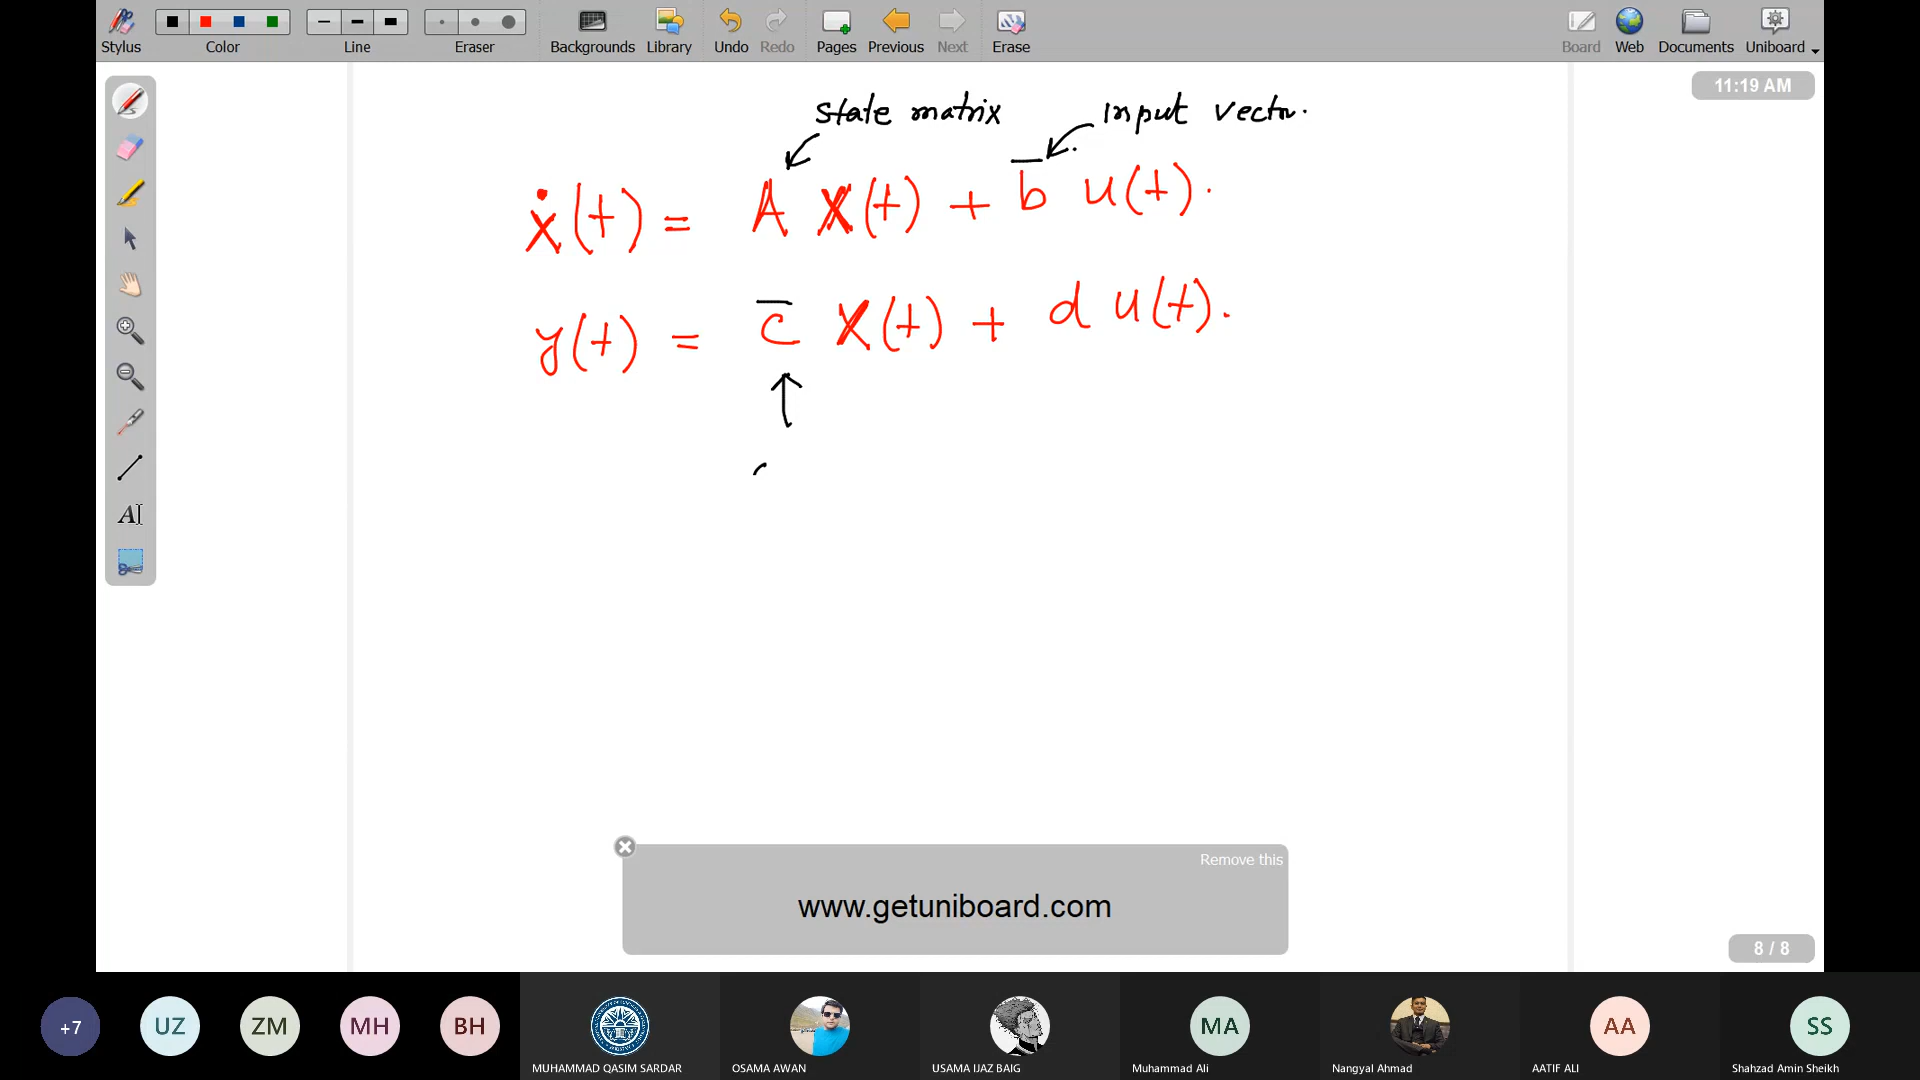 Stylus Color Line Eraser Backgrounds Library Undo Redo Pages Previous Next Erase Board Web Documents Uniboard
11:19 AM
state matrix input vector.
ẋ(t) = A X(t) + b̅ u(t).
y(t) = c̅ X(t) + d u(t).
Remove this
www.getuniboard.com
8 / 8
+7 UZ ZM MH BH MA AA SS
MUHAMMAD QASIM SARDAR OSAMA AWAN USAMA IJAZ BAIG Muhammad Ali Nangyal Ahmad AATIF ALI Shahzad Amin Sheikh